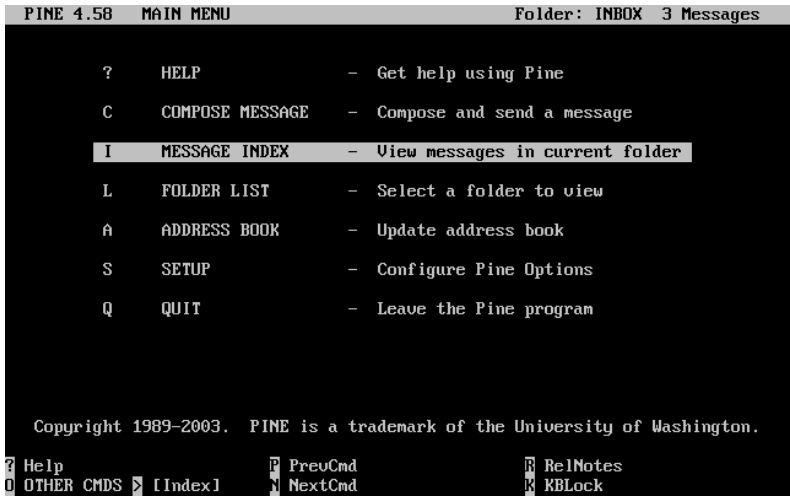 PINE 4.58   MAIN MENU                             Folder: INBOX  3 Messages
?     HELP               -  Get help using Pine
C     COMPOSE MESSAGE    -  Compose and send a message
I     MESSAGE INDEX      -  View messages in current folder
L     FOLDER LIST        -  Select a folder to view
A     ADDRESS BOOK       -  Update address book
S     SETUP              -  Configure Pine Options
Q     QUIT               -  Leave the Pine program
Copyright 1989-2003.  PINE is a trademark of the University of Washington.
? Help                     P PrevCmd                 R RelNotes
O OTHER CMDS > [Index]     N NextCmd                 K KBLock